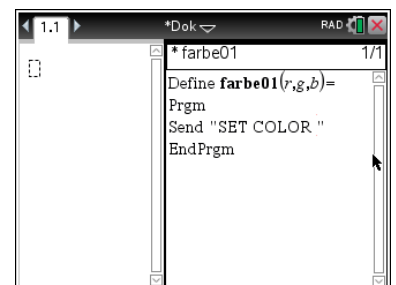 1.1 *Dok RAD
* farbe01 1/1
Define farbe01(r,g,b)=
Prgm
Send "SET COLOR "
EndPrgm